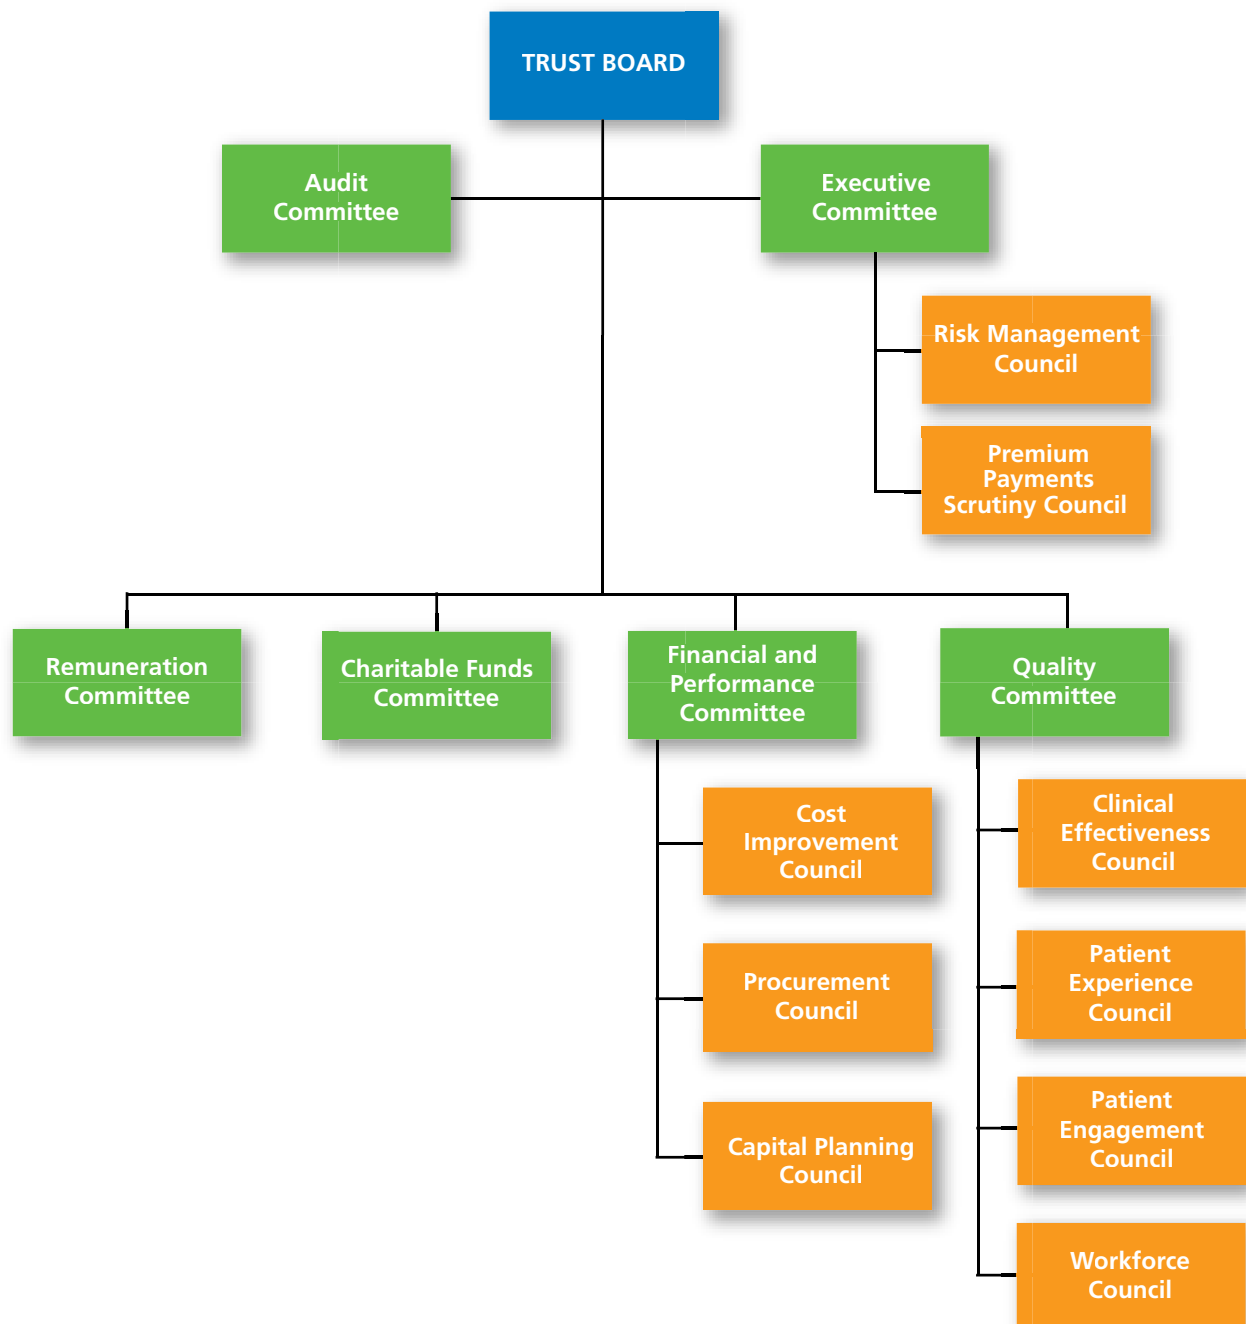 TRUST BOARD
Audit
Committee
Executive
Committee
Risk Management
Council
Premium
Payments
Scrutiny Council
Remuneration
Committee
Charitable Funds
Committee
Financial and
Performance
Committee
Quality
Committee
Cost
Improvement
Council
Procurement
Council
Capital Planning
Council
Clinical
Effectiveness
Council
Patient
Experience
Council
Patient
Engagement
Council
Workforce
Council